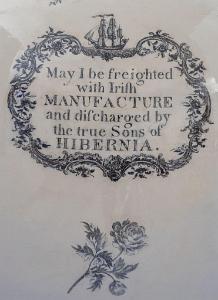 May I be freighted
with Iriſh
MANUFACTURE
and diſcharged by
the true Sons of
HIBERNIA.